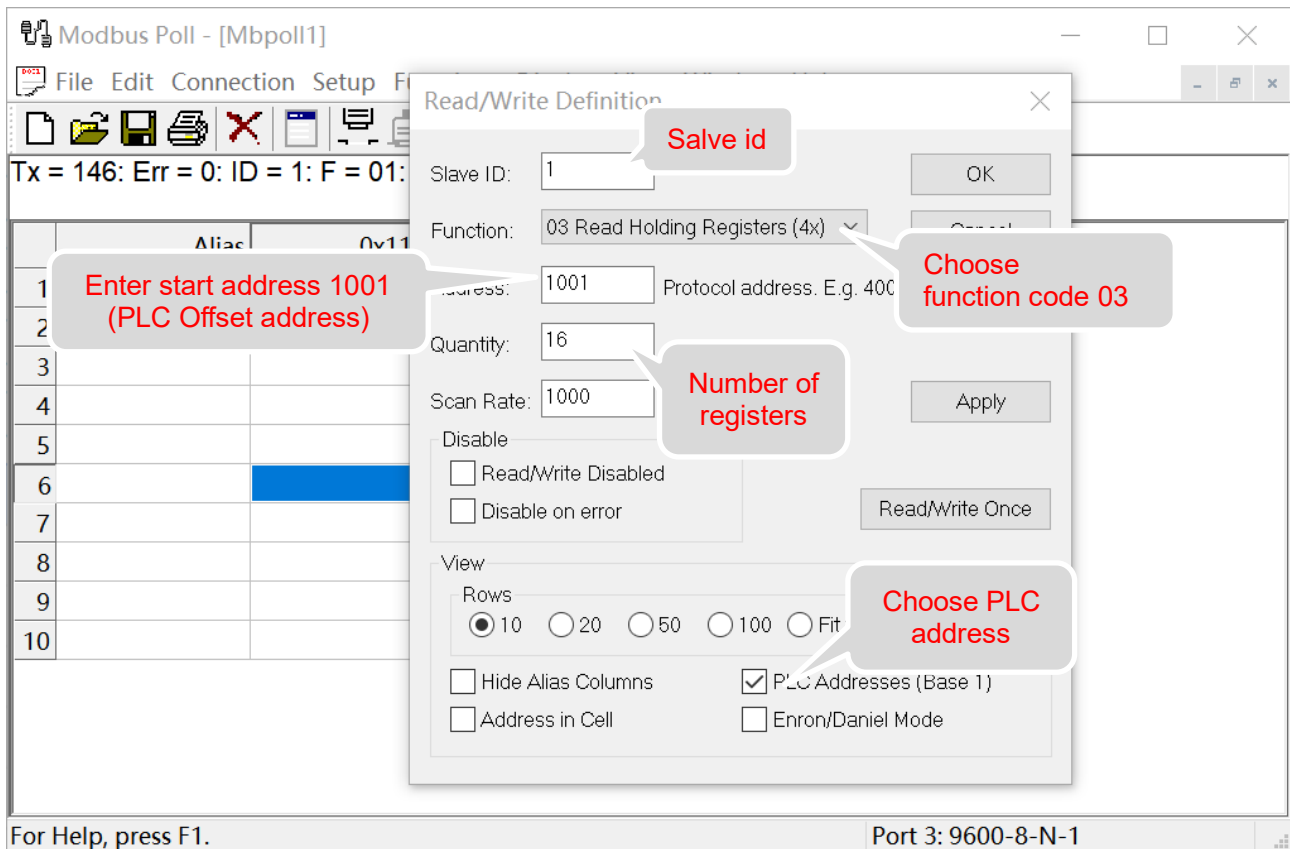 Modbus Poll - [Mbpoll1]
File Edit Connection Setup
Tx = 146: Err = 0: ID = 1: F = 01:
Alias 0x11
1
2
3
4
5
6
7
8
9
10
Read/Write Definition
Salve id
Slave ID: 1 OK
Function: 03 Read Holding Registers (4x) Cancel
Choose
function code 03
Enter start address 1001
(PLC Offset address)
Address: 1001 Protocol address. E.g. 400
Quantity: 16
Number of
registers
Scan Rate: 1000 Apply
Disable
Read/Write Disabled
Disable on error
Read/Write Once
View
Rows
10 20 50 100 Fit
Choose PLC
address
Hide Alias Columns PLC Addresses (Base 1)
Address in Cell Enron/Daniel Mode
For Help, press F1. Port 3: 9600-8-N-1